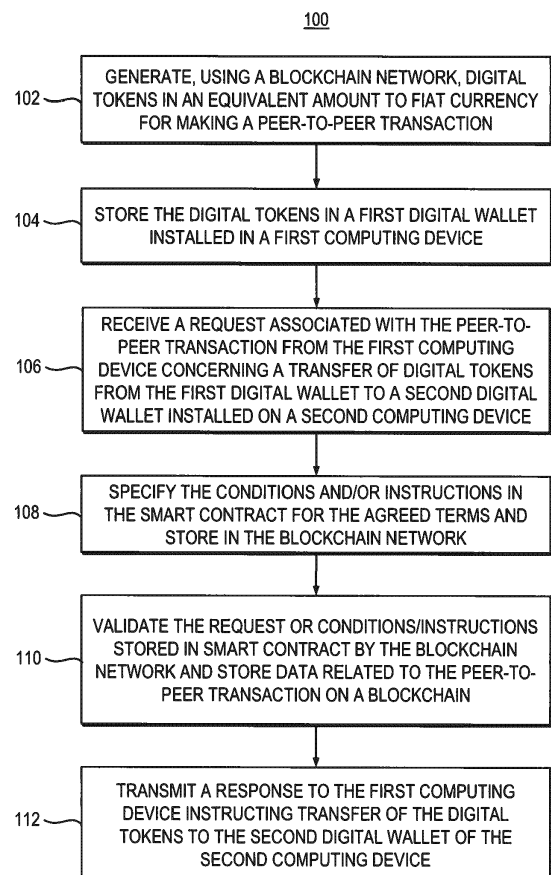 100
102
GENERATE, USING A BLOCKCHAIN NETWORK, DIGITAL
TOKENS IN AN EQUIVALENT AMOUNT TO FIAT CURRENCY
FOR MAKING A PEER-TO-PEER TRANSACTION
104
STORE THE DIGITAL TOKENS IN A FIRST DIGITAL WALLET
INSTALLED IN A FIRST COMPUTING DEVICE
106
RECEIVE A REQUEST ASSOCIATED WITH THE PEER-TO-
PEER TRANSACTION FROM THE FIRST COMPUTING
DEVICE CONCERNING A TRANSFER OF DIGITAL TOKENS
FROM THE FIRST DIGITAL WALLET TO A SECOND DIGITAL
WALLET INSTALLED ON A SECOND COMPUTING DEVICE
108
SPECIFY THE CONDITIONS AND/OR INSTRUCTIONS IN
THE SMART CONTRACT FOR THE AGREED TERMS AND
STORE IN THE BLOCKCHAIN NETWORK
110
VALIDATE THE REQUEST OR CONDITIONS/INSTRUCTIONS
STORED IN SMART CONTRACT BY THE BLOCKCHAIN
NETWORK AND STORE DATA RELATED TO THE PEER-TO-
PEER TRANSACTION ON A BLOCKCHAIN
112
TRANSMIT A RESPONSE TO THE FIRST COMPUTING
DEVICE INSTRUCTING TRANSFER OF THE DIGITAL
TOKENS TO THE SECOND DIGITAL WALLET OF THE
SECOND COMPUTING DEVICE